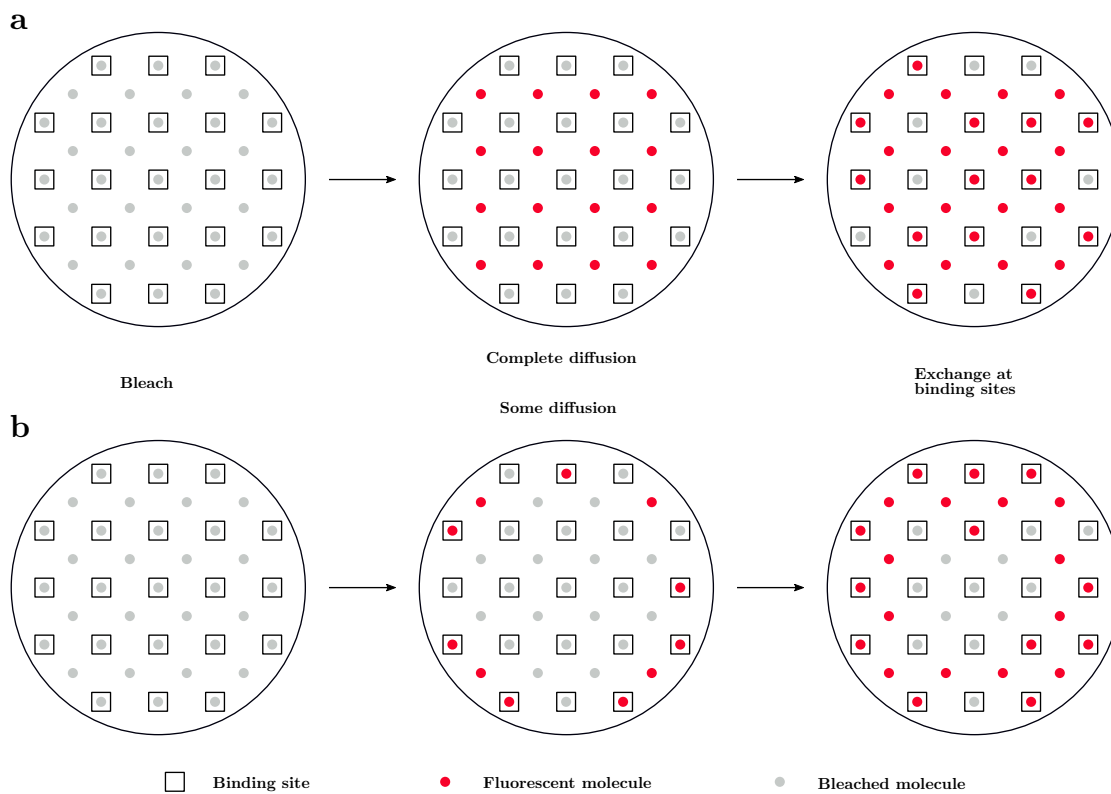 a
Bleach
Complete diffusion
Exchange at
binding sites
Some diffusion
b
Binding site
Fluorescent molecule
Bleached molecule